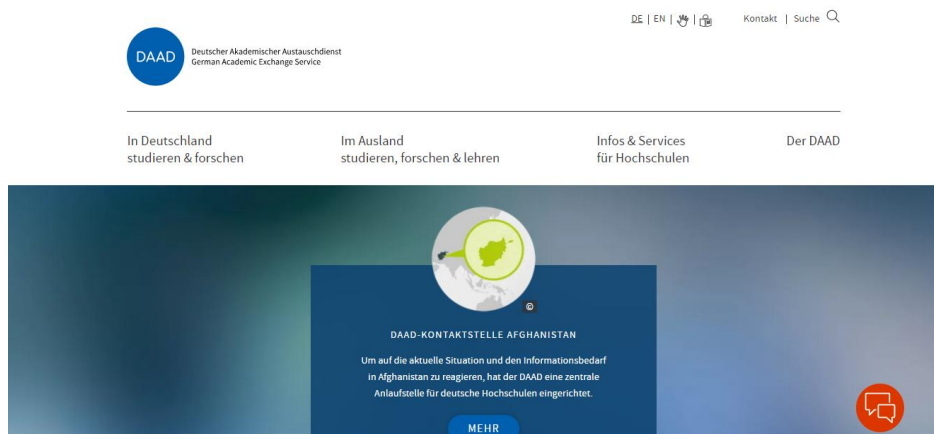 DE | EN | | Kontakt | Suche
DAAD
Deutscher Akademischer Austauschdienst
German Academic Exchange Service
In Deutschland
studieren & forschen
Im Ausland
studieren, forschen & lehren
Infos & Services
für Hochschulen
Der DAAD
©
DAAD-KONTAKTSTELLE AFGHANISTAN
Um auf die aktuelle Situation und den Informationsbedarf
in Afghanistan zu reagieren, hat der DAAD eine zentrale
Anlaufstelle für deutsche Hochschulen eingerichtet.
MEHR